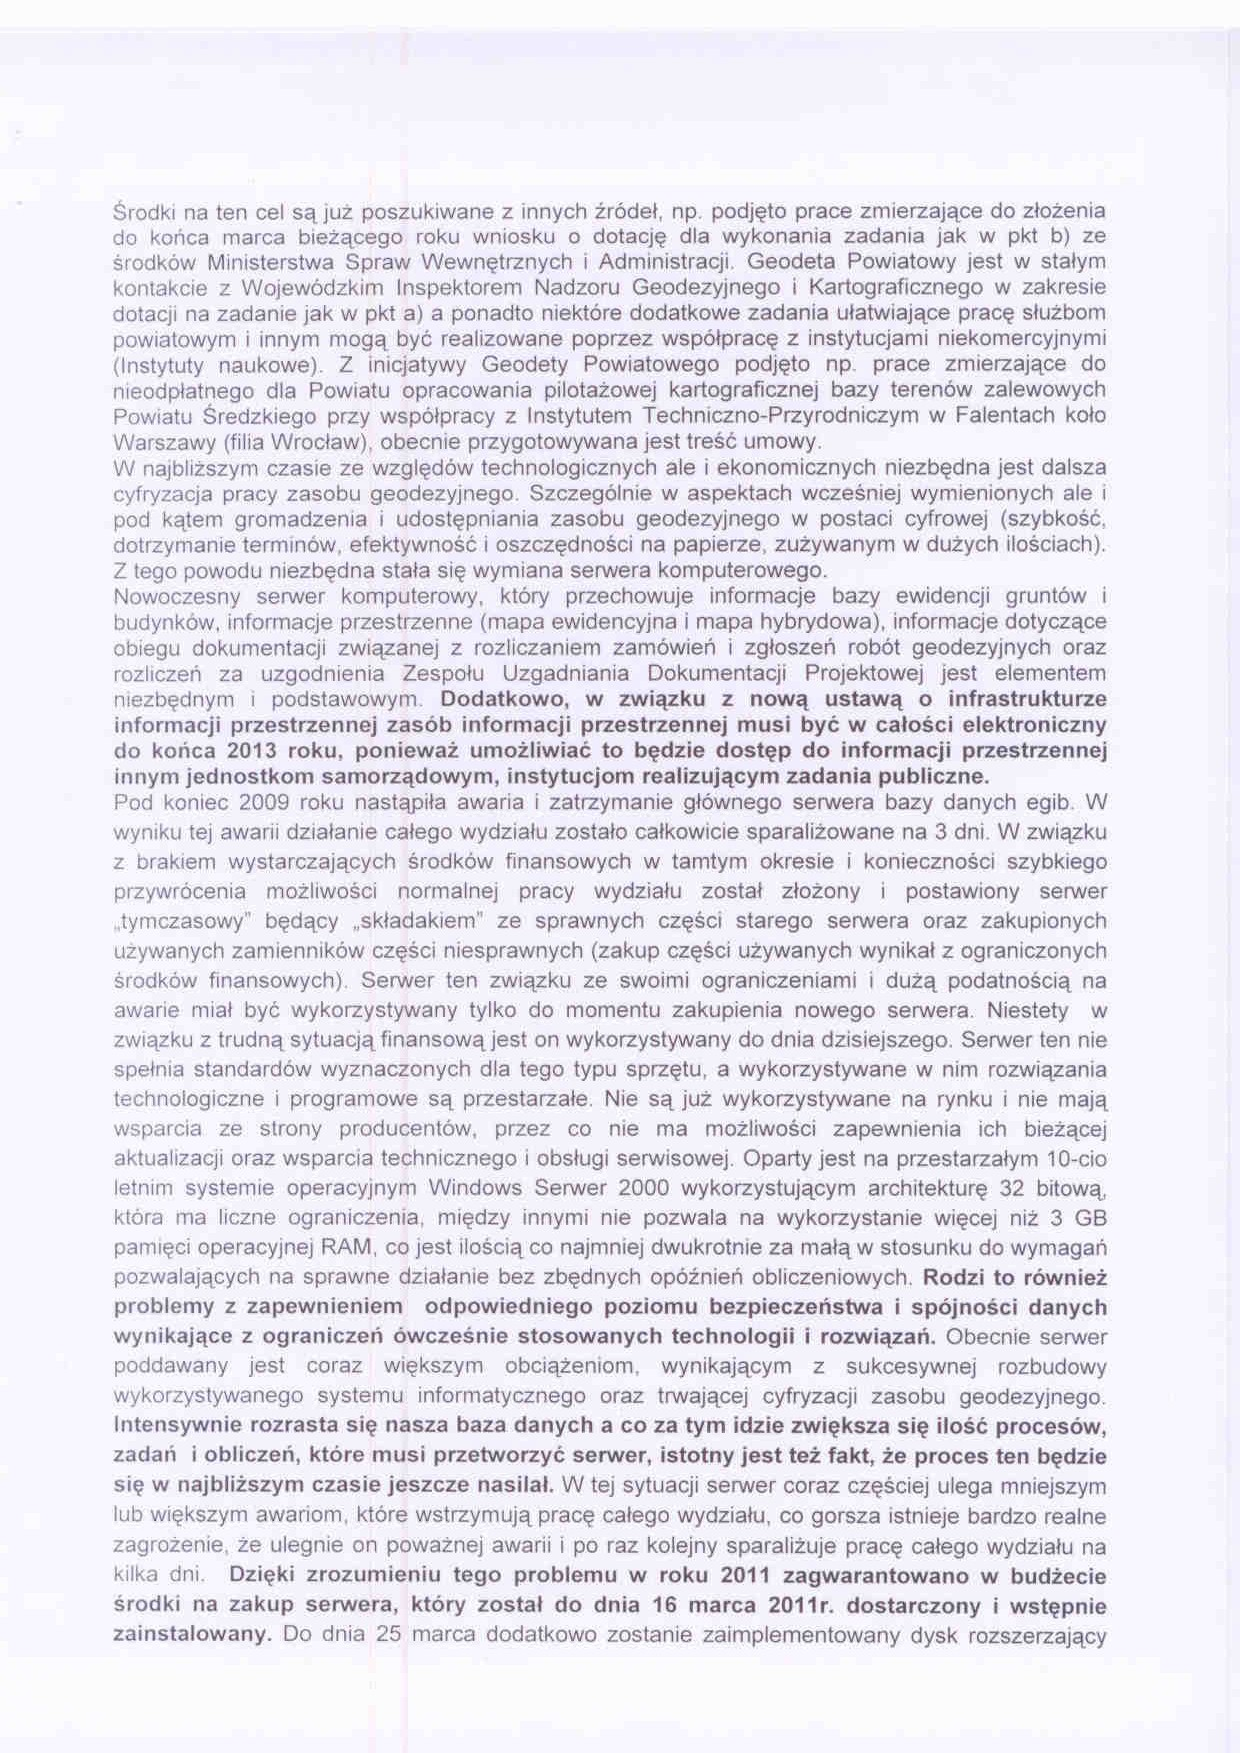 Środki na ten cel są już poszukiwane z innych źródeł, np. podjęto prace zmierzające do złożenia
do końca marca bieżącego roku wniosku o dotację dla wykonania zadania jak w pkt b) ze
środków Ministerstwa Spraw Wewnętrznych i Administracji. Geodeta Powiatowy jest w stałym
kontakcie z Wojewódzkim Inspektorem Nadzoru Geodezyjnego i Kartograficznego w zakresie
dotacji na zadanie jak w pkt a) a ponadto niektóre dodatkowe zadania ułatwiające pracę służbom
powiatowym i innym mogą być realizowane poprzez współpracę z instytucjami niekomercyjnymi
(Instytuty naukowe). Z inicjatywy Geodety Powiatowego podjęto np. prace zmierzające do
nieodpłatnego dla Powiatu opracowania pilotażowej kartograficznej bazy terenów zalewowych
Powiatu Średzkiego przy współpracy z Instytutem Techniczno-Przyrodniczym w Falentach koło
Warszawy (filia Wrocław), obecnie przygotowywana jest treść umowy.
W najbliższym czasie ze względów technologicznych ale i ekonomicznych niezbędna jest dalsza
cyfryzacja pracy zasobu geodezyjnego. Szczególnie w aspektach wcześniej wymienionych ale i
pod kątem gromadzenia i udostępniania zasobu geodezyjnego w postaci cyfrowej (szybkość,
dotrzymanie terminów, efektywność i oszczędności na papierze, zużywanym w dużych ilościach).
Z tego powodu niezbędna stała się wymiana serwera komputerowego.
Nowoczesny serwer komputerowy, który przechowuje informacje bazy ewidencji gruntów i
budynków, informacje przestrzenne (mapa ewidencyjna i mapa hybrydowa), informacje dotyczące
obiegu dokumentacji związanej z rozliczaniem zamówień i zgłoszeń robót geodezyjnych oraz
rozliczeń za uzgodnienia Zespołu Uzgadniania Dokumentacji Projektowej jest elementem
niezbędnym i podstawowym. Dodatkowo, w związku z nową ustawą o infrastrukturze
informacji przestrzennej zasób informacji przestrzennej musi być w całości elektroniczny
do końca 2013 roku, ponieważ umożliwiać to będzie dostęp do informacji przestrzennej
innym jednostkom samorządowym, instytucjom realizującym zadania publiczne.
Pod koniec 2009 roku nastąpiła awaria i zatrzymanie głównego serwera bazy danych egib. W
wyniku tej awarii działanie całego wydziału zostało całkowicie sparaliżowane na 3 dni. W związku
z brakiem wystarczających środków finansowych w tamtym okresie i konieczności szybkiego
przywrócenia możliwości normalnej pracy wydziału został złożony i postawiony serwer
„tymczasowy” będący „składakiem” ze sprawnych części starego serwera oraz zakupionych
używanych zamienników części niesprawnych (zakup części używanych wynikał z ograniczonych
środków finansowych). Serwer ten związku ze swoimi ograniczeniami i dużą podatnością na
awarie miał być wykorzystywany tylko do momentu zakupienia nowego serwera. Niestety w
związku z trudną sytuacją finansową jest on wykorzystywany do dnia dzisiejszego. Serwer ten nie
spełnia standardów wyznaczonych dla tego typu sprzętu, a wykorzystywane w nim rozwiązania
technologiczne i programowe są przestarzałe. Nie są już wykorzystywane na rynku i nie mają
wsparcia ze strony producentów, przez co nie ma możliwości zapewnienia ich bieżącej
aktualizacji oraz wsparcia technicznego i obsługi serwisowej. Oparty jest na przestarzałym 10-cio
letnim systemie operacyjnym Windows Serwer 2000 wykorzystującym architekturę 32 bitową,
która ma liczne ograniczenia, między innymi nie pozwala na wykorzystanie więcej niż 3 GB
pamięci operacyjnej RAM, co jest ilością co najmniej dwukrotnie za małą w stosunku do wymagań
pozwalających na sprawne działanie bez zbędnych opóźnień obliczeniowych. Rodzi to również
problemy z zapewnieniem odpowiedniego poziomu bezpieczeństwa i spójności danych
wynikające z ograniczeń ówcześnie stosowanych technologii i rozwiązań. Obecnie serwer
poddawany jest coraz większym obciążeniom, wynikającym z sukcesywnej rozbudowy
wykorzystywanego systemu informatycznego oraz trwającej cyfryzacji zasobu geodezyjnego.
Intensywnie rozrasta się nasza baza danych a co za tym idzie zwiększa się ilość procesów,
zadań i obliczeń, które musi przetworzyć serwer, istotny jest też fakt, że proces ten będzie
się w najbliższym czasie jeszcze nasilał. W tej sytuacji serwer coraz częściej ulega mniejszym
lub większym awariom, które wstrzymują pracę całego wydziału, co gorsza istnieje bardzo realne
zagrożenie, że ulegnie on poważnej awarii i po raz kolejny sparaliżuje pracę całego wydziału na
kilka dni. Dzięki zrozumieniu tego problemu w roku 2011 zagwarantowano w budżecie
środki na zakup serwera, który został do dnia 16 marca 2011r. dostarczony i wstępnie
zainstalowany. Do dnia 25 marca dodatkowo zostanie zaimplementowany dysk rozszerzający